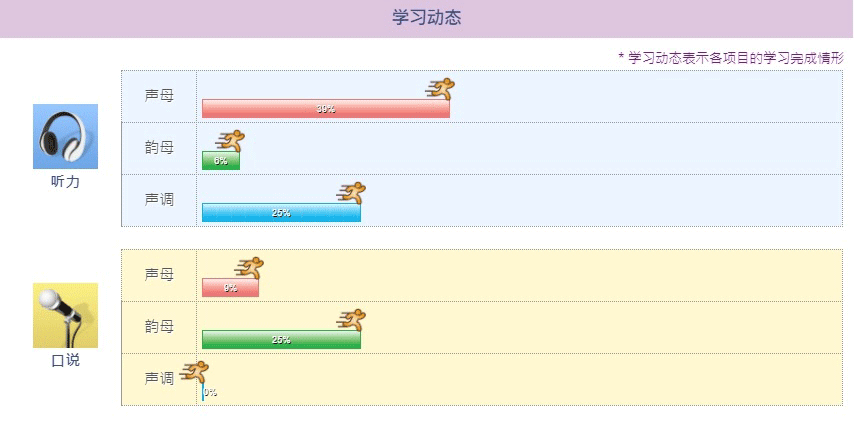 学习动态
* 学习动态表示各项目的学习完成情形
声母
39%
韵母
6%
声调
25%
听力
声母
9%
韵母
25%
声调
0%
口说